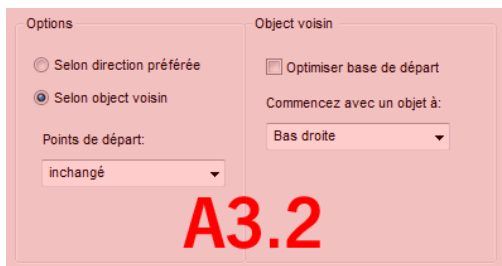 Options
Selon direction préférée
Selon object voisin
Points de départ:
inchangé
Object voisin
Optimiser base de départ
Commencez avec un objet à:
Bas droite
A3.2